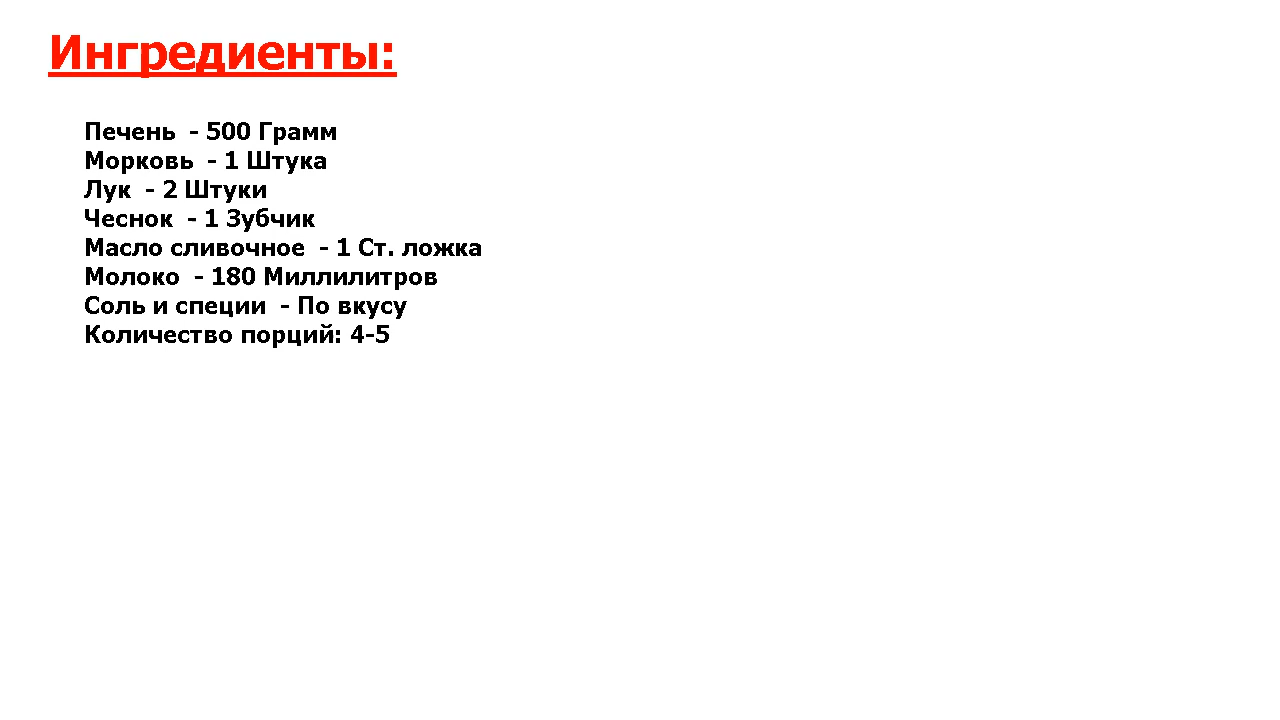 Ингредиенты:
Печень  - 500 Грамм
Морковь  - 1 Штука
Лук  - 2 Штуки
Чеснок  - 1 Зубчик
Масло сливочное  - 1 Ст. ложка
Молоко  - 180 Миллилитров
Соль и специи  - По вкусу
Количество порций: 4-5